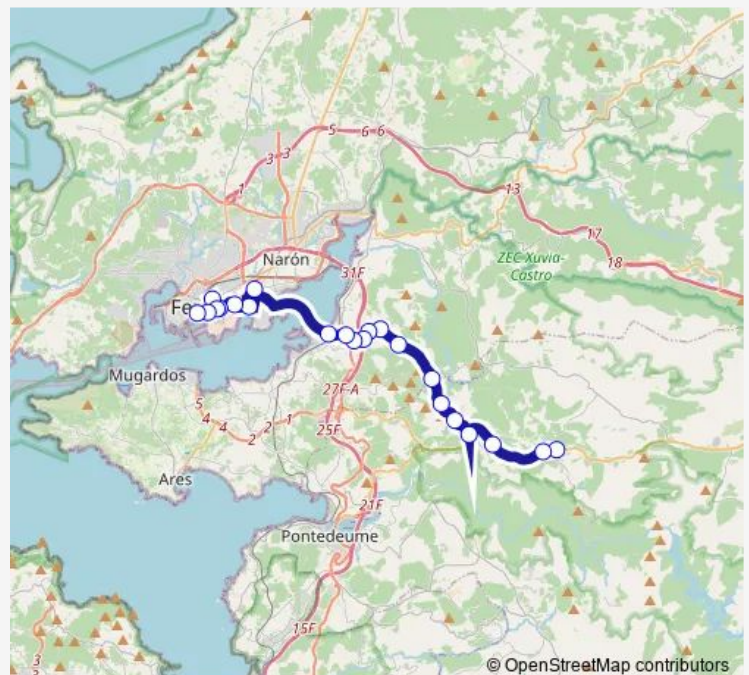 5
6
6
3
3
1
13
17
18
ZEC Xuvia-
Castro
Narón
31F
Fe
Mugardos
27F-A
5
4
4
2
2
1
25F
Ares
21F
Pontedeume
15F
3
3
© OpenStreetMap contributors